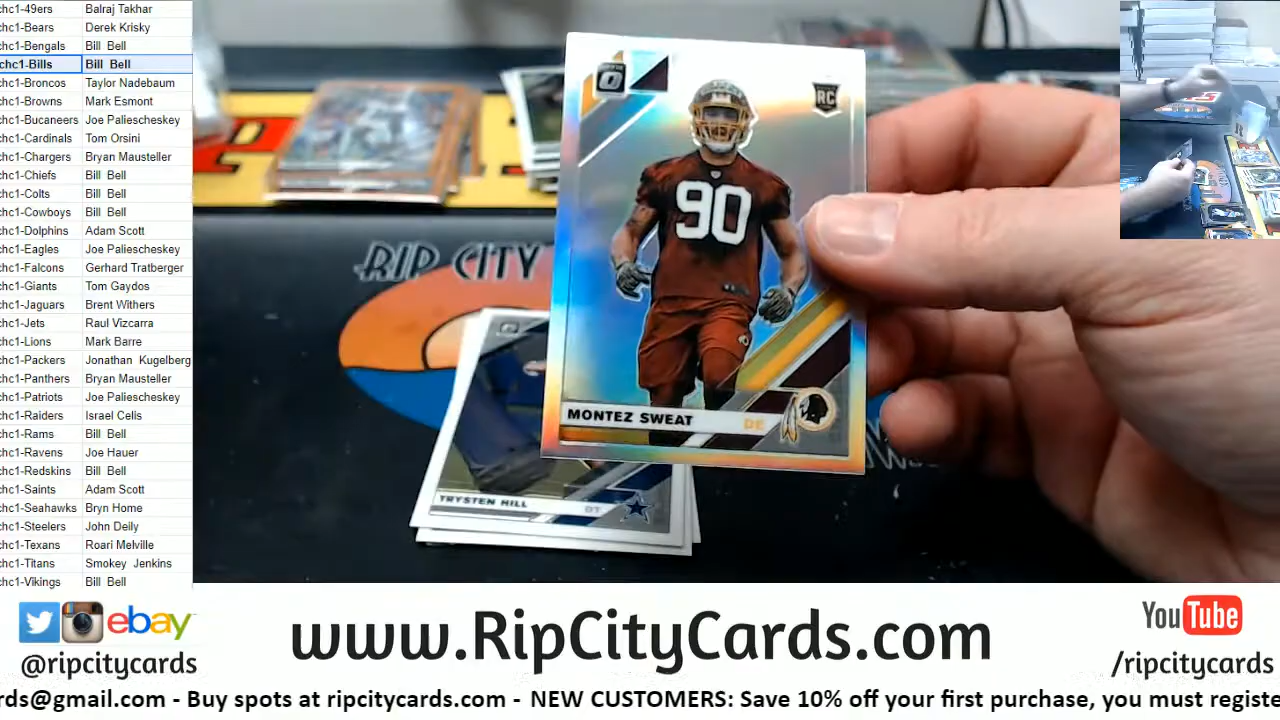 chc1-49ers Balraj Takhar
chc1-Bears Derek Krisky
chc1-Bengals Bill Bell
chc1-Bills Bill Bell
chc1-Broncos Taylor Nadebaum
chc1-Browns Mark Esmont
chc1-Bucaneers Joe Paliescheskey
chc1-Cardinals Tom Orsini
chc1-Chargers Bryan Mausteller
chc1-Chiefs Bill Bell
chc1-Colts Bill Bell
chc1-Cowboys Bill Bell
chc1-Dolphins Adam Scott
chc1-Eagles Joe Paliescheskey
chc1-Falcons Gerhard Tratberger
chc1-Giants Tom Gaydos
chc1-Jaguars Brent Withers
chc1-Jets Raul Vizcarra
chc1-Lions Mark Barre
chc1-Packers Jonathan Kugelberg
chc1-Panthers Bryan Mausteller
chc1-Patriots Joe Paliescheskey
chc1-Raiders Israel Celis
chc1-Rams Bill Bell
chc1-Ravens Joe Hauer
chc1-Redskins Bill Bell
chc1-Saints Adam Scott
chc1-Seahawks Bryn Home
chc1-Steelers John Deily
chc1-Texans Roari Melville
chc1-Titans Smokey Jenkins
chc1-Vikings Bill Bell
RC
90
MONTEZ SWEAT DE
RIP CITY
TRYSTEN HILL DT
ebay
@ripcitycards
www.RipCityCards.com
YouTube
/ripcitycards
rds@gmail.com - Buy spots at ripcitycards.com - NEW CUSTOMERS: Save 10% off your first purchase, you must registe